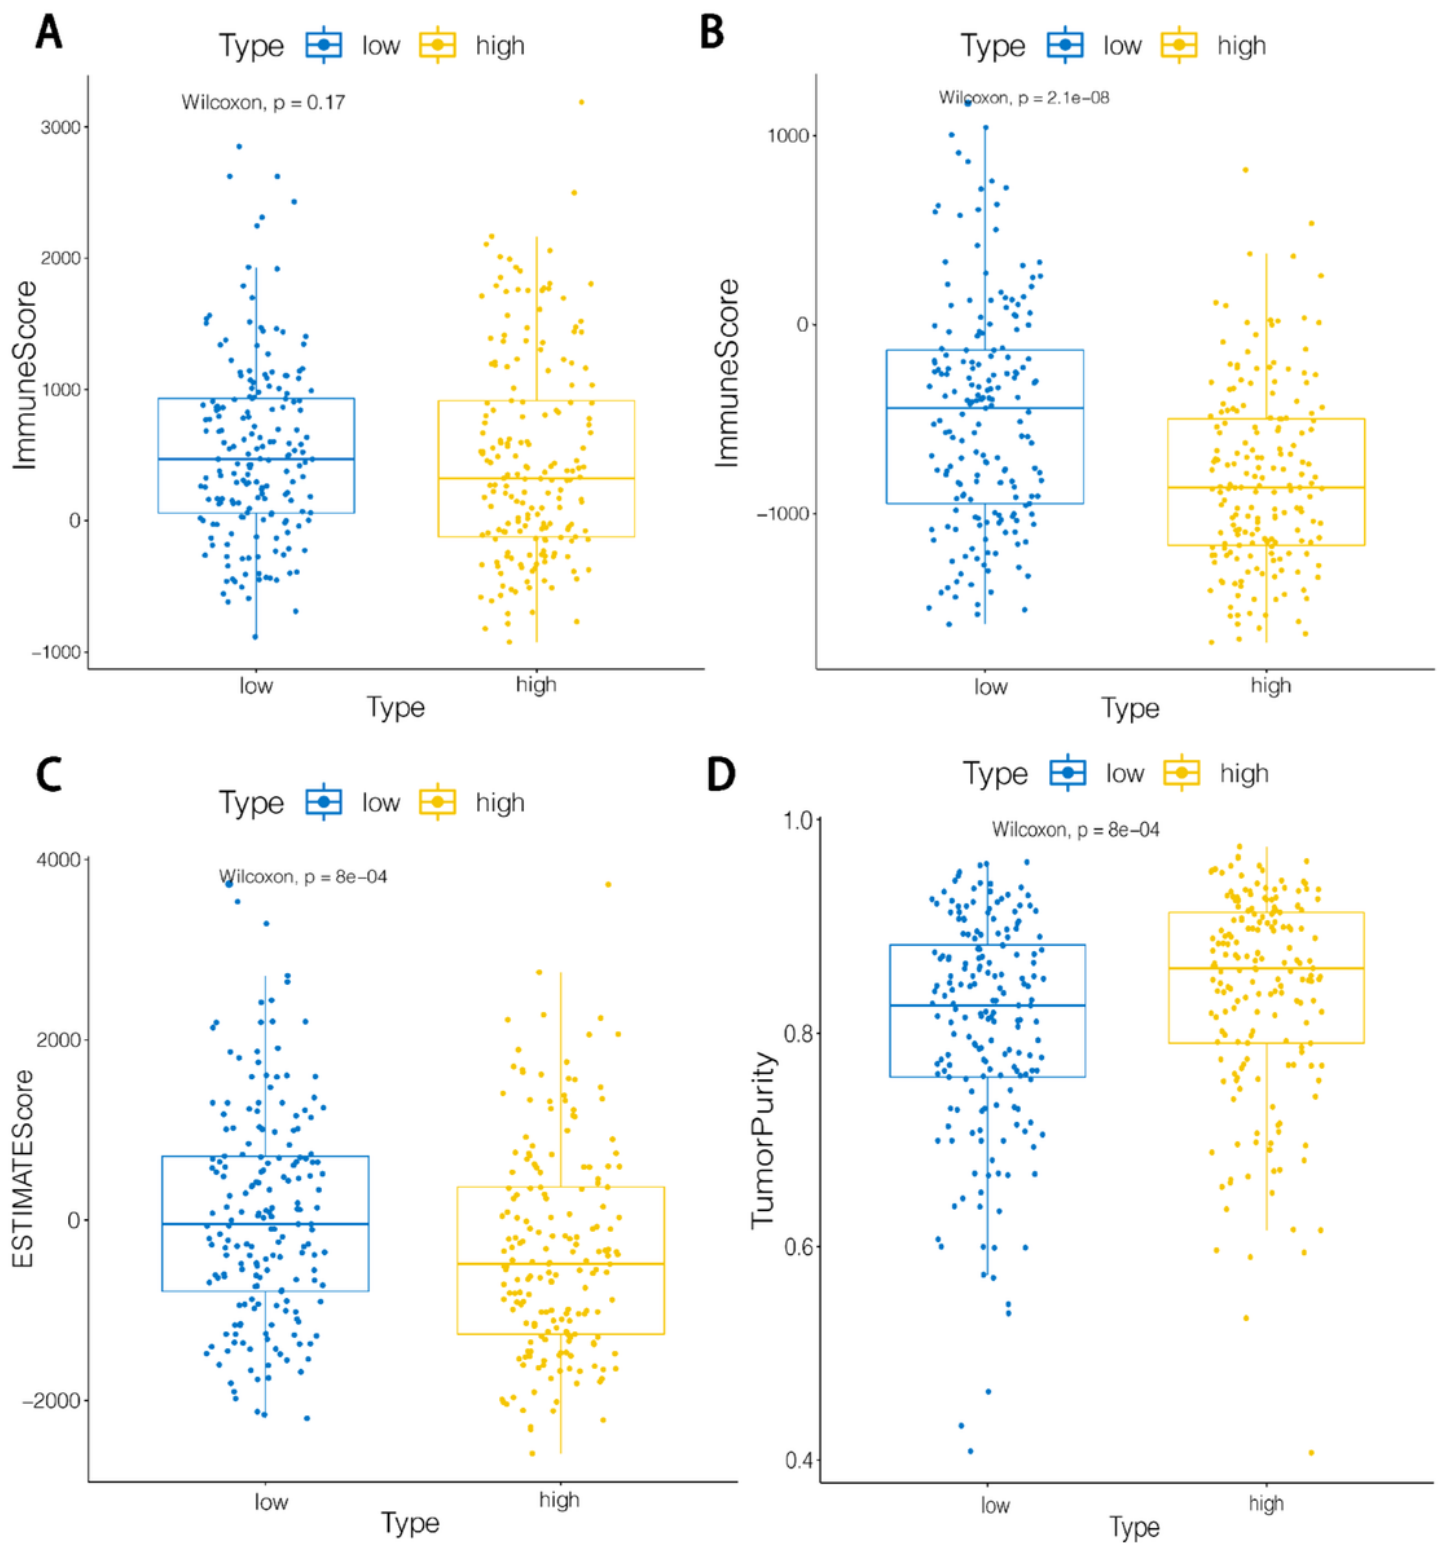 A
Type low high
Wilcoxon, p = 0.17
3000
2000
1000
0
−1000
ImmuneScore
low high
Type
B
Type low high
Wilcoxon, p = 2.1e−08
1000
0
−1000
ImmuneScore
low high
Type
C
Type low high
Wilcoxon, p = 8e−04
4000
2000
0
−2000
ESTIMATEScore
low high
Type
D
Type low high
Wilcoxon, p = 8e−04
1.0
0.8
0.6
0.4
TumorPurity
low high
Type